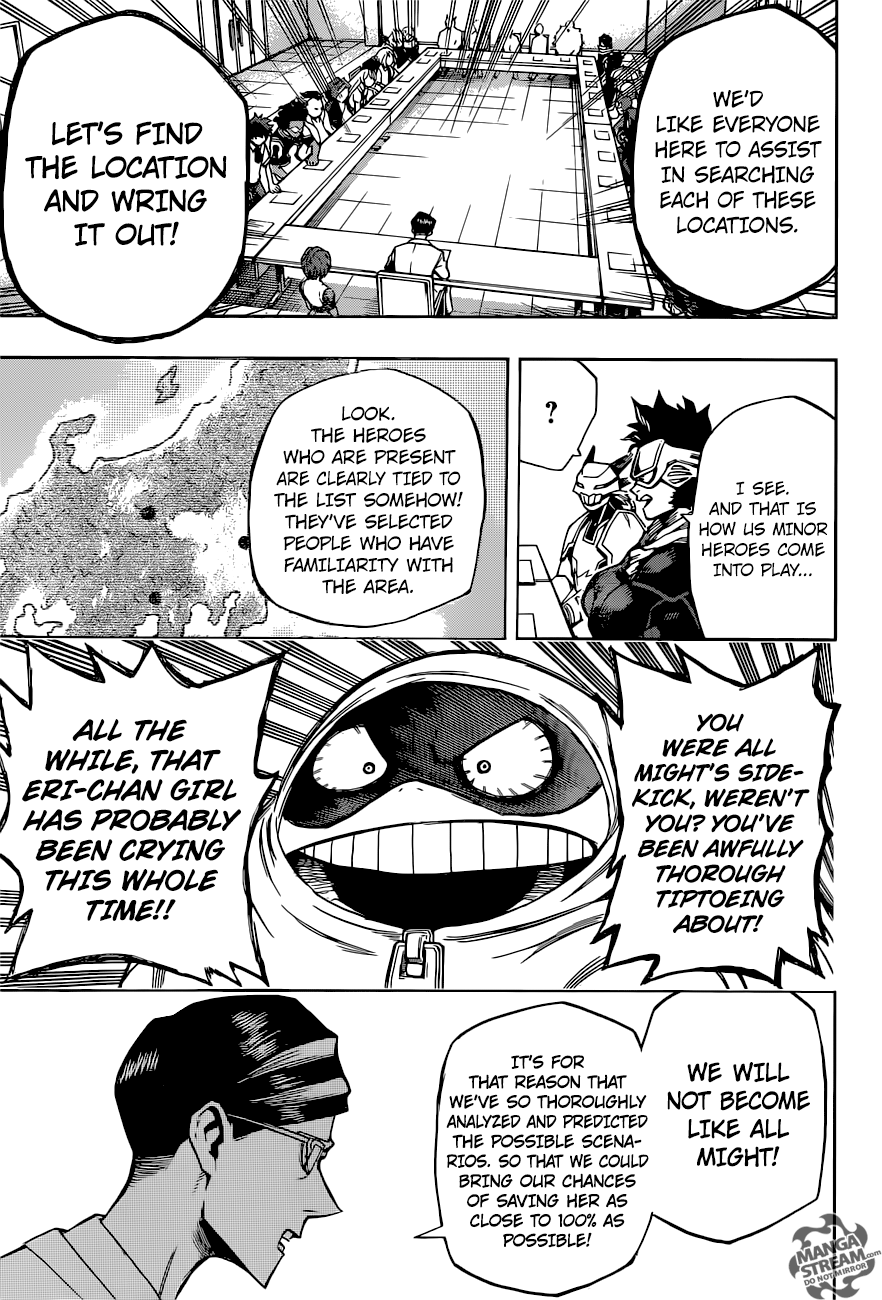 WE'D
LIKE EVERYONE
HERE TO ASSIST
IN SEARCHING
EACH OF THESE
LOCATIONS.
LET'S FIND
THE LOCATION
AND WRING
IT OUT!
I SEE.
AND THAT IS
HOW US MINOR
HEROES COME
INTO PLAY...
?
LOOK.
THE HEROES
WHO ARE PRESENT
ARE CLEARLY TIED TO
THE LIST SOMEHOW!
THEY'VE SELECTED
PEOPLE WHO HAVE
FAMILIARITY WITH
THE AREA.
YOU
WERE ALL
MIGHT'S SIDE-
KICK, WEREN'T
YOU? YOU'VE
BEEN AWFULLY
THOROUGH
TIPTOEING
ABOUT!
ALL THE
WHILE, THAT
ERI-CHAN GIRL
HAS PROBABLY
BEEN CRYING
THIS WHOLE
TIME!!
WE WILL
NOT BECOME
LIKE ALL
MIGHT!
IT'S FOR
THAT REASON THAT
WE'VE SO THOROUGHLY
ANALYZED AND PREDICTED
THE POSSIBLE SCENA-
RIOS. SO THAT WE COULD
BRING OUR CHANCES
OF SAVING HER AS
CLOSE TO 100% AS
POSSIBLE!
MANGA
STREAM.com
DO NOT MIRROR